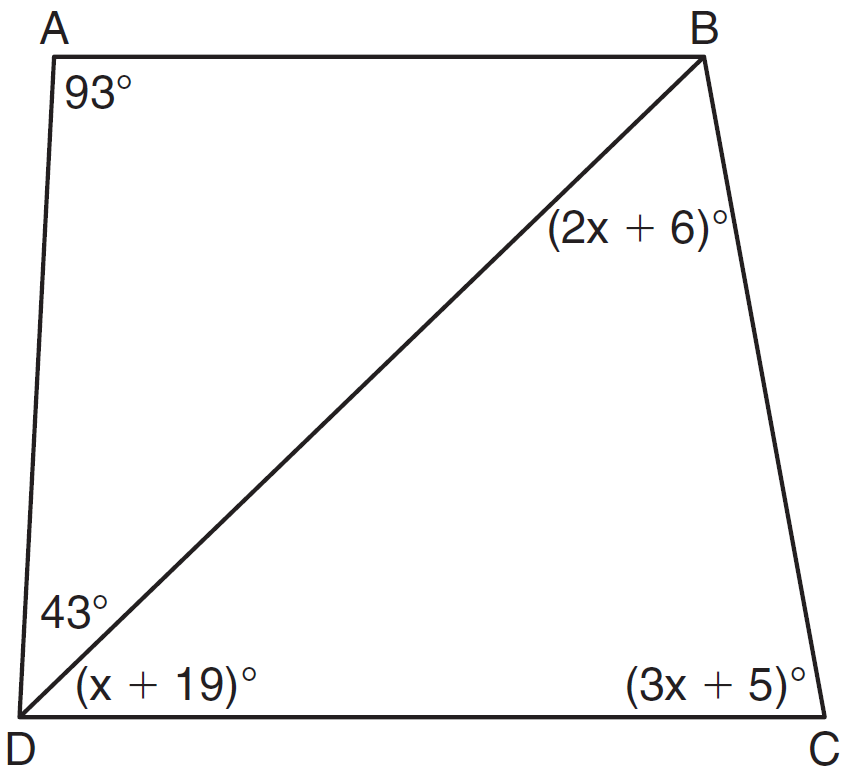 A
B
93°
(2x + 6)°
43°
(x + 19)°
(3x + 5)°
D
C